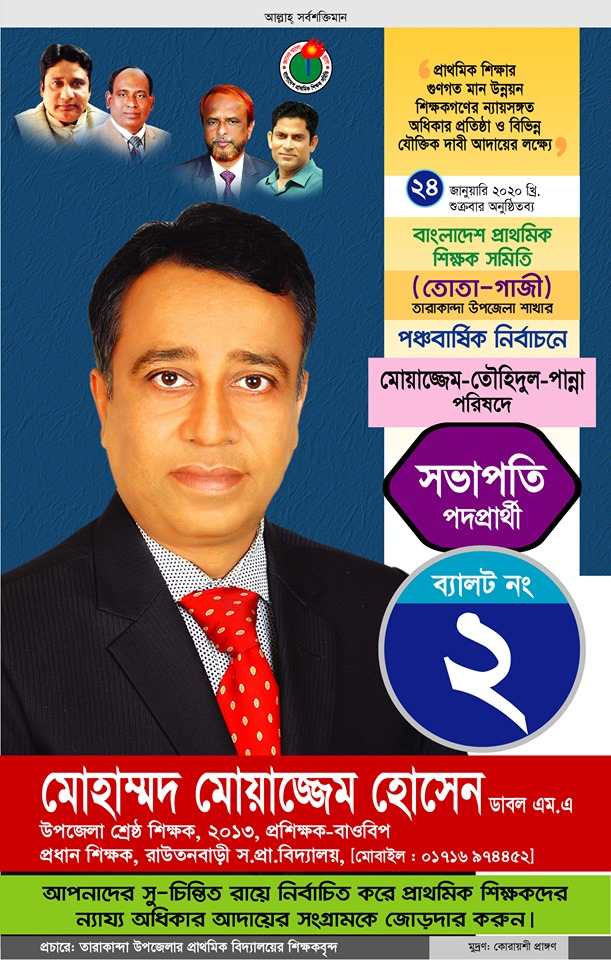 আল্লাহ্ সর্বশক্তিমান
‘প্রাথমিক শিক্ষার
গুণগত মান উন্নয়ন
শিক্ষকগণের ন্যায়সঙ্গত
অধিকার প্রতিষ্ঠা ও বিভিন্ন
যৌক্তিক দাবী আদায়ের লক্ষ্যে’
২৪ জানুয়ারি ২০২০ খ্রি.
শুক্রবার অনুষ্ঠিতব্য
বাংলাদেশ প্রাথমিক
শিক্ষক সমিতি
(তোতা-গাজী)
তারাকান্দা উপজেলা শাখার
পঞ্চবার্ষিক নির্বাচনে
মোয়াজ্জেম-তৌহিদুল-পান্না
পরিষদে
সভাপতি
পদপ্রার্থী
ব্যালট নং
২
মোহাম্মদ মোয়াজ্জেম হোসেন ডাবল এম.এ
উপজেলা শ্রেষ্ঠ শিক্ষক, ২০১৩, প্রশিক্ষক-বাওবিপ
প্রধান শিক্ষক, রাউতনবাড়ী স.প্রা.বিদ্যালয়, [মোবাইল : ০১৭১৬ ৯৭৪৪৫২]
আপনাদের সু-চিন্তিত রায়ে নির্বাচিত করে প্রাথমিক শিক্ষকদের
ন্যায্য অধিকার আদায়ের সংগ্রামকে জোড়দার করুন।
প্রচারে: তারাকান্দা উপজেলার প্রাথমিক বিদ্যালয়ের শিক্ষকবৃন্দ
মুদ্রণ: কোরায়শী প্রাঙ্গণ